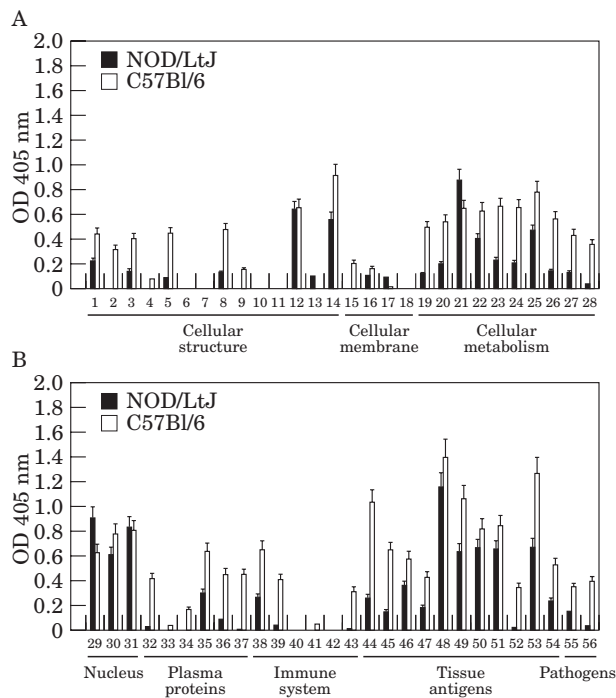 A
2.0
1.8
1.6
1.4
1.2
1.0
0.8
0.6
0.4
0.2
0
OD 405 nm
NOD/LtJ
C57Bl/6
1 2 3 4 5 6 7 8 9 10 11 12 13 14 15 16 17 18 19 20 21 22 23 24 25 26 27 28
Cellular structure
Cellular membrane
Cellular metabolism
B
2.0
1.8
1.6
1.4
1.2
1.0
0.8
0.6
0.4
0.2
0
OD 405 nm
NOD/LtJ
C57Bl/6
29 30 31 32 33 34 35 36 37 38 39 40 41 42 43 44 45 46 47 48 49 50 51 52 53 54 55 56
Nucleus
Plasma proteins
Immune system
Tissue antigens
Pathogens